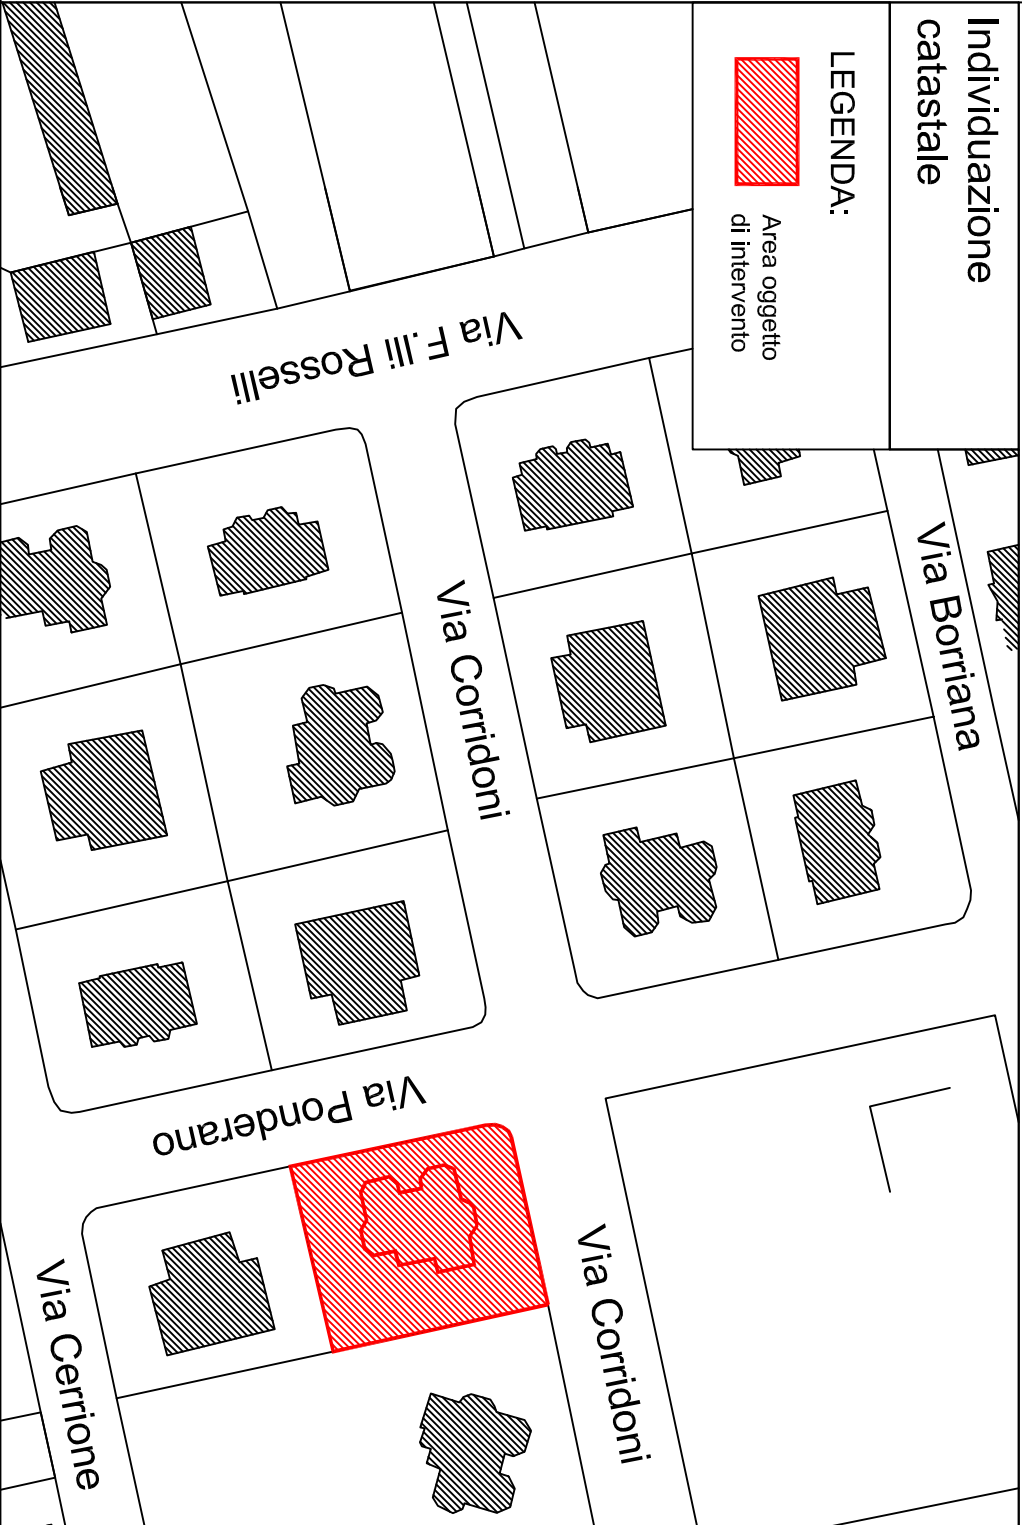 Individuazione
catastale
LEGENDA:
Area oggetto
di intervento
Via Borriana
Via Corridoni
Via F.lli Rosselli
Via Corridoni
Via Ponderano
Via Cerrione